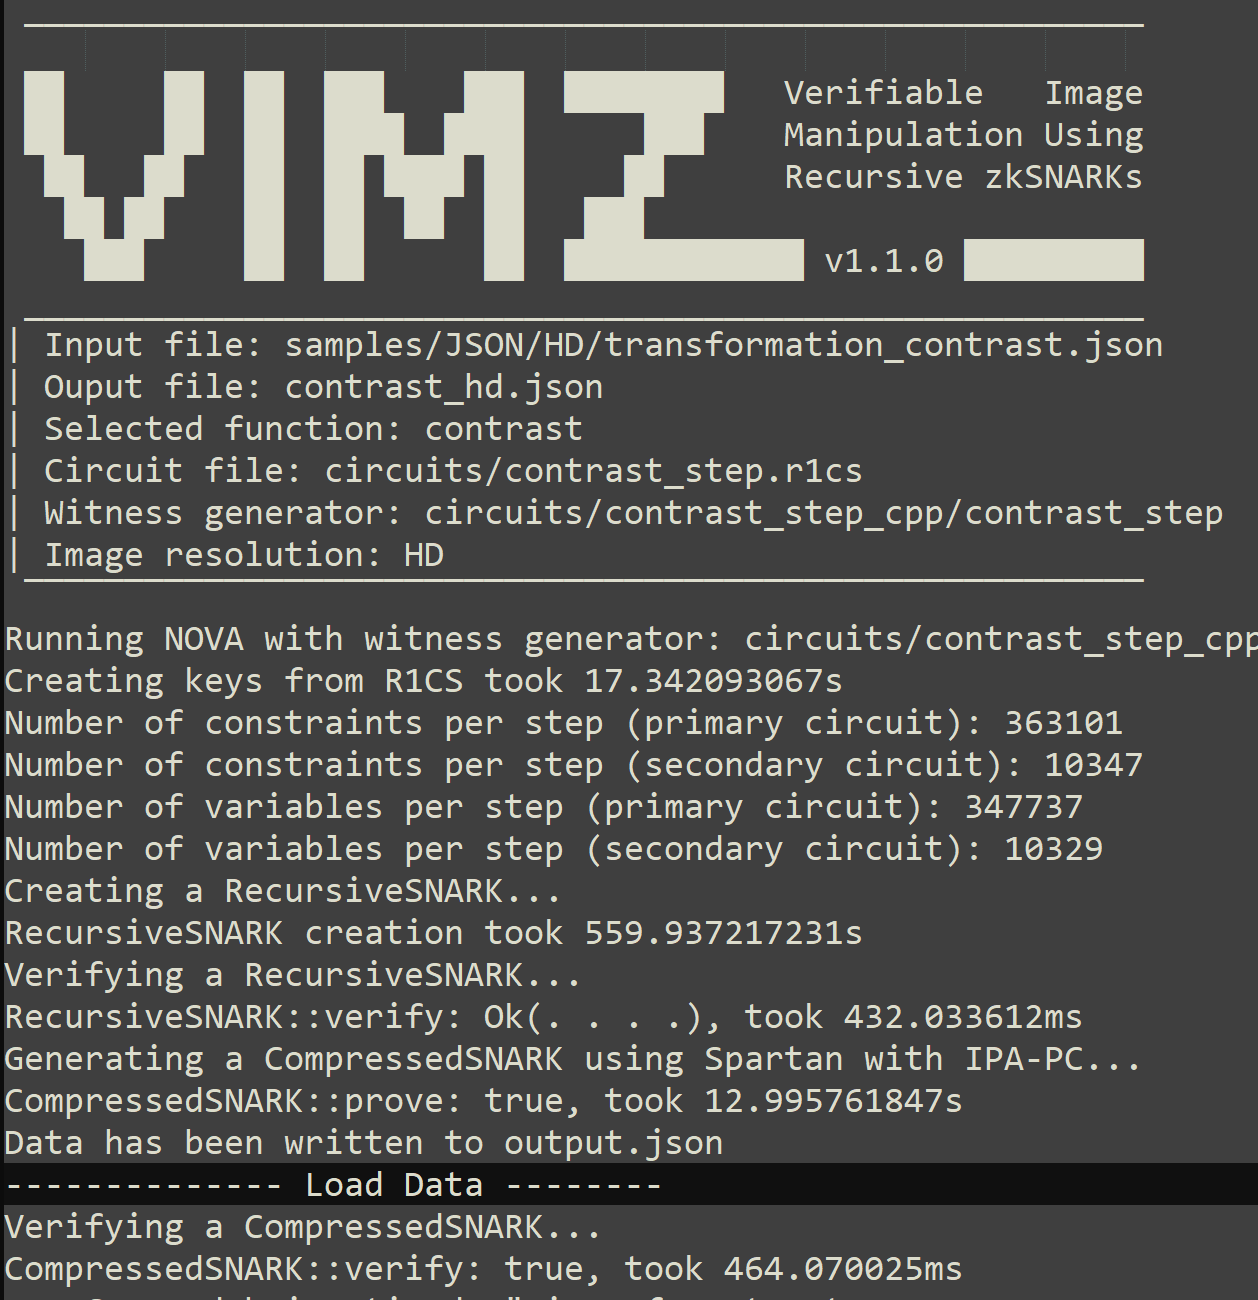 VIMZ
Verifiable Image
Manipulation Using
Recursive zkSNARKs
v1.1.0
| Input file: samples/JSON/HD/transformation_contrast.json
| Ouput file: contrast_hd.json
| Selected function: contrast
| Circuit file: circuits/contrast_step.r1cs
| Witness generator: circuits/contrast_step_cpp/contrast_step
| Image resolution: HD
Running NOVA with witness generator: circuits/contrast_step_cpp
Creating keys from R1CS took 17.342093067s
Number of constraints per step (primary circuit): 363101
Number of constraints per step (secondary circuit): 10347
Number of variables per step (primary circuit): 347737
Number of variables per step (secondary circuit): 10329
Creating a RecursiveSNARK...
RecursiveSNARK creation took 559.937217231s
Verifying a RecursiveSNARK...
RecursiveSNARK::verify: Ok(. . . .), took 432.033612ms
Generating a CompressedSNARK using Spartan with IPA-PC...
CompressedSNARK::prove: true, took 12.995761847s
Data has been written to output.json
-------------- Load Data --------
Verifying a CompressedSNARK...
CompressedSNARK::verify: true, took 464.070025ms